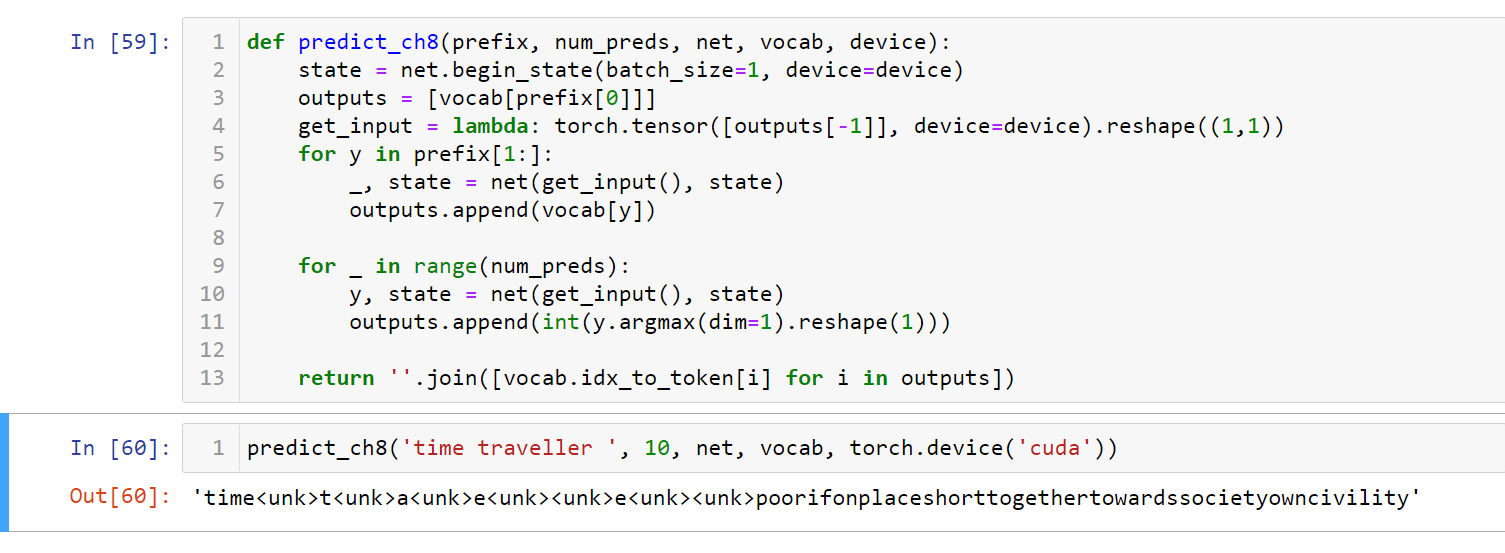 In [59]:
1 def predict_ch8(prefix, num_preds, net, vocab, device):
2     state = net.begin_state(batch_size=1, device=device)
3     outputs = [vocab[prefix[0]]]
4     get_input = lambda: torch.tensor([outputs[-1]], device=device).reshape((1,1))
5     for y in prefix[1:]:
6         _, state = net(get_input(), state)
7         outputs.append(vocab[y])
8
9     for _ in range(num_preds):
10         y, state = net(get_input(), state)
11         outputs.append(int(y.argmax(dim=1).reshape(1)))
12
13     return ''.join([vocab.idx_to_token[i] for i in outputs])
In [60]:
1 predict_ch8('time traveller ', 10, net, vocab, torch.device('cuda'))
Out[60]: 'time<unk>t<unk>a<unk>e<unk><unk>e<unk><unk>poorifonplaceshorttogethertowardssocietyowncivility'